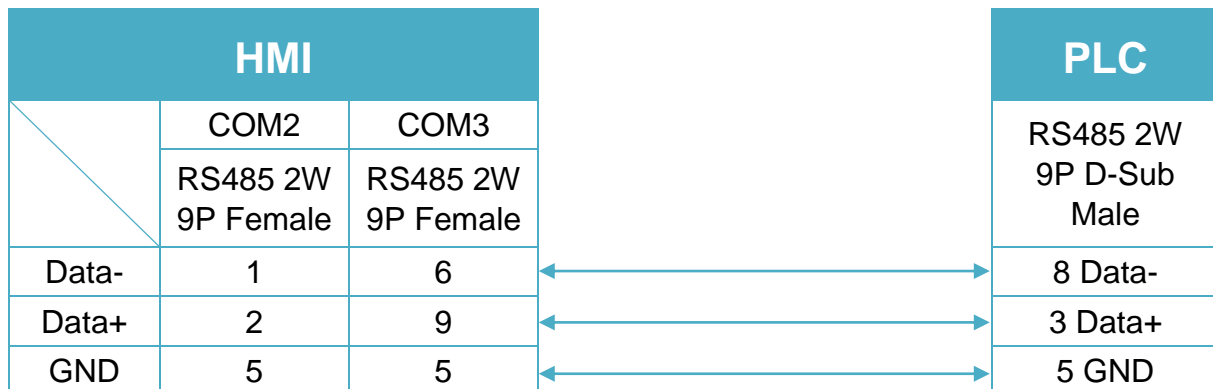 HMI
PLC
COM2 COM3
RS485 2W
9P D-Sub
Male
RS485 2W RS485 2W
9P Female 9P Female
Data- 1 6 8 Data-
Data+ 2 9 3 Data+
GND 5 5 5 GND